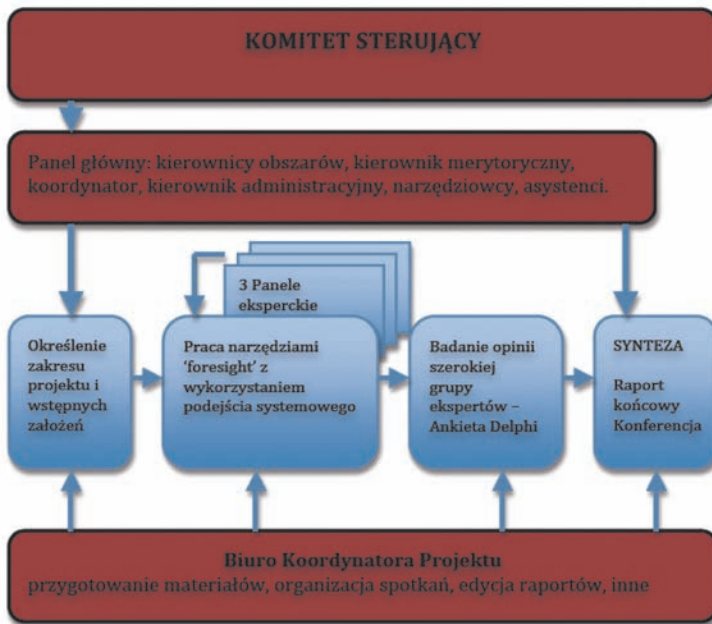 KOMITET STERUJĄCY
Panel główny: kierownicy obszarów, kierownik merytoryczny,
koordynator, kierownik administracyjny, narzędziowcy, asystenci.
3 Panele
eksperckie
Określenie
zakresu
projektu i
wstępnych
założeń
Praca narzędziami
‘foresight’ z
wykorzystaniem
podejścia systemowego
Badanie opinii
szerokiej
grupy
ekspertów –
Ankieta Delphi
SYNTEZA
Raport
końcowy
Konferencja
Biuro Koordynatora Projektu
przygotowanie materiałów, organizacja spotkań, edycja raportów, inne